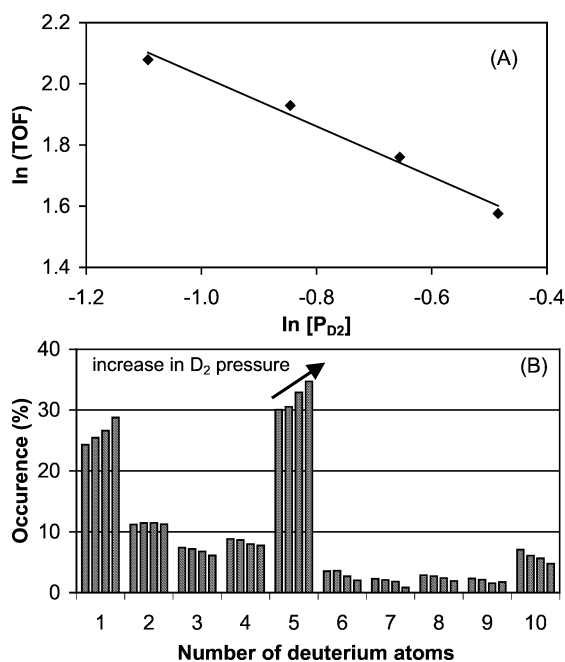 2.2
(A)
2.0
1.8
1.6
1.4
ln (TOF)
-1.2 -1.0 -0.8 -0.6 -0.4
ln [P_D2]
40
increase in D2 pressure
(B)
30
20
10
0
Occurence (%)
1 2 3 4 5 6 7 8 9 10
Number of deuterium atoms